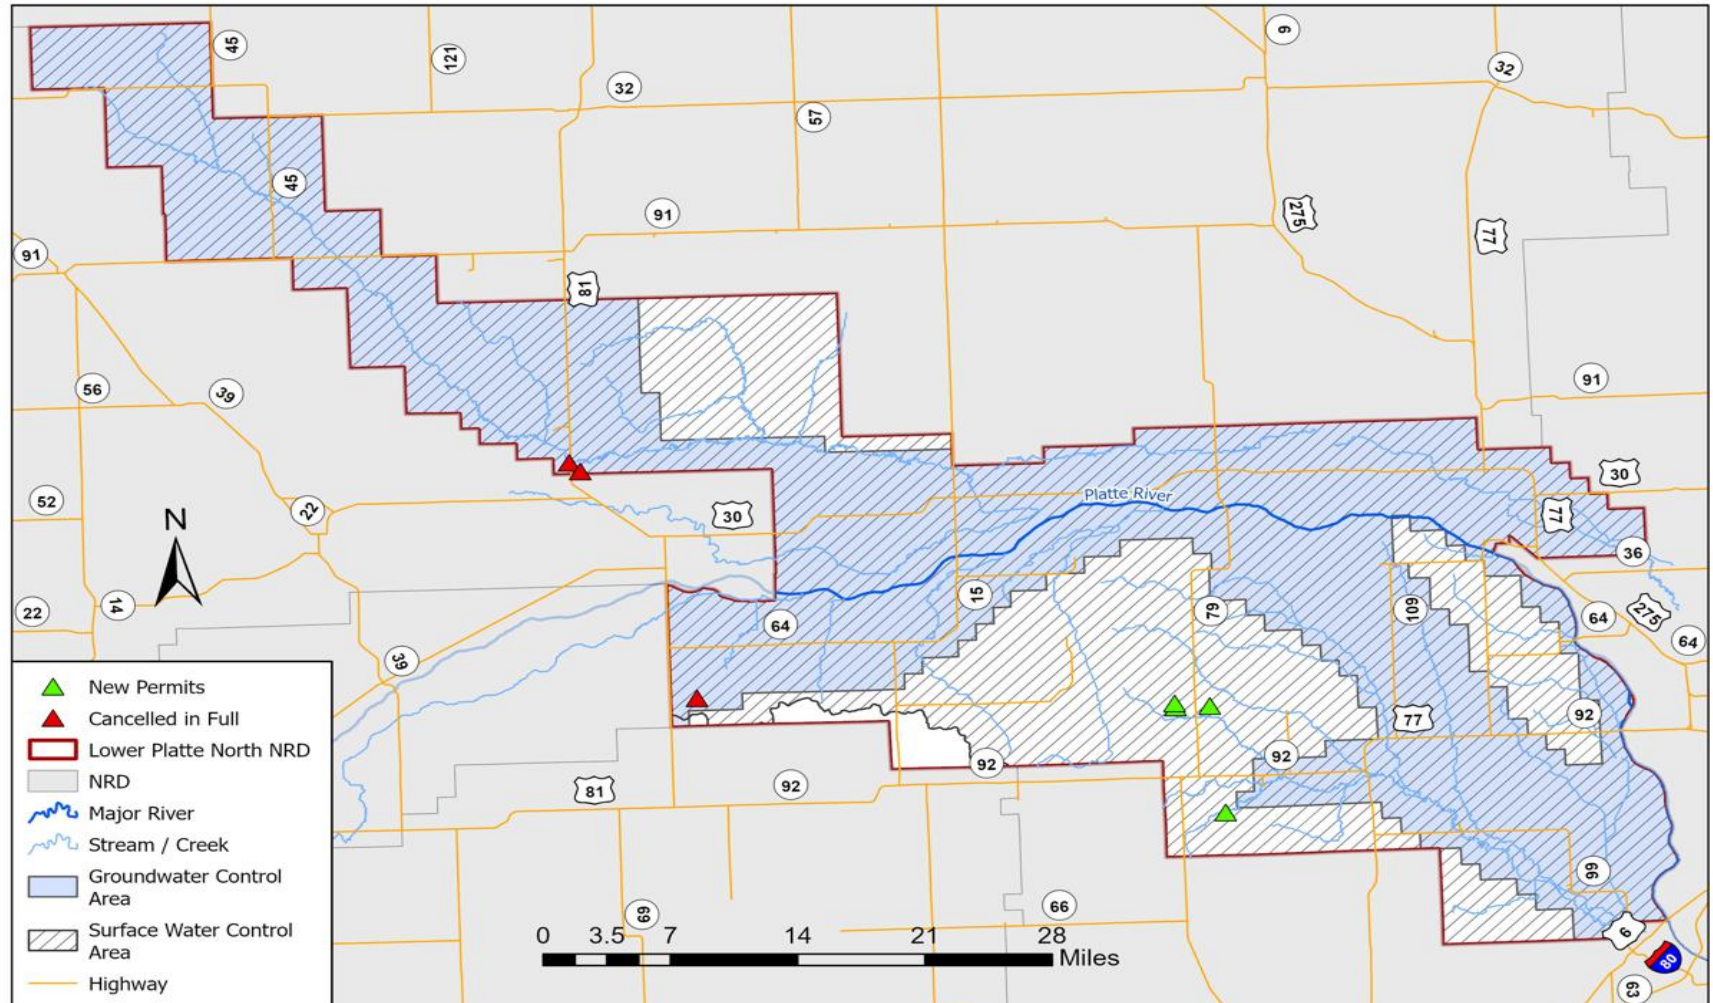 45
121
32
9
32
57
45
91
275
77
91
81
56
39
91
52
22
30
Platte River
30
77
36
N
22
14
64
15
79
109
64
275
64
39
77
92
92
92
81
92
66
69
66
6
80
63
New Permits
Cancelled in Full
Lower Platte North NRD
NRD
Major River
Stream / Creek
Groundwater Control
Area
Surface Water Control
Area
Highway
0 3.5 7 14 21 28
Miles